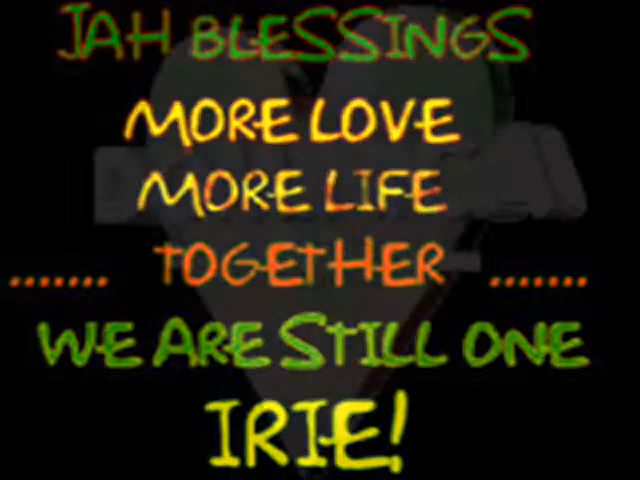 JAH BLESSINGS
MORE LOVE
MORE LIFE
....... TOGETHER .......
WE ARE STILL ONE
IRIE!